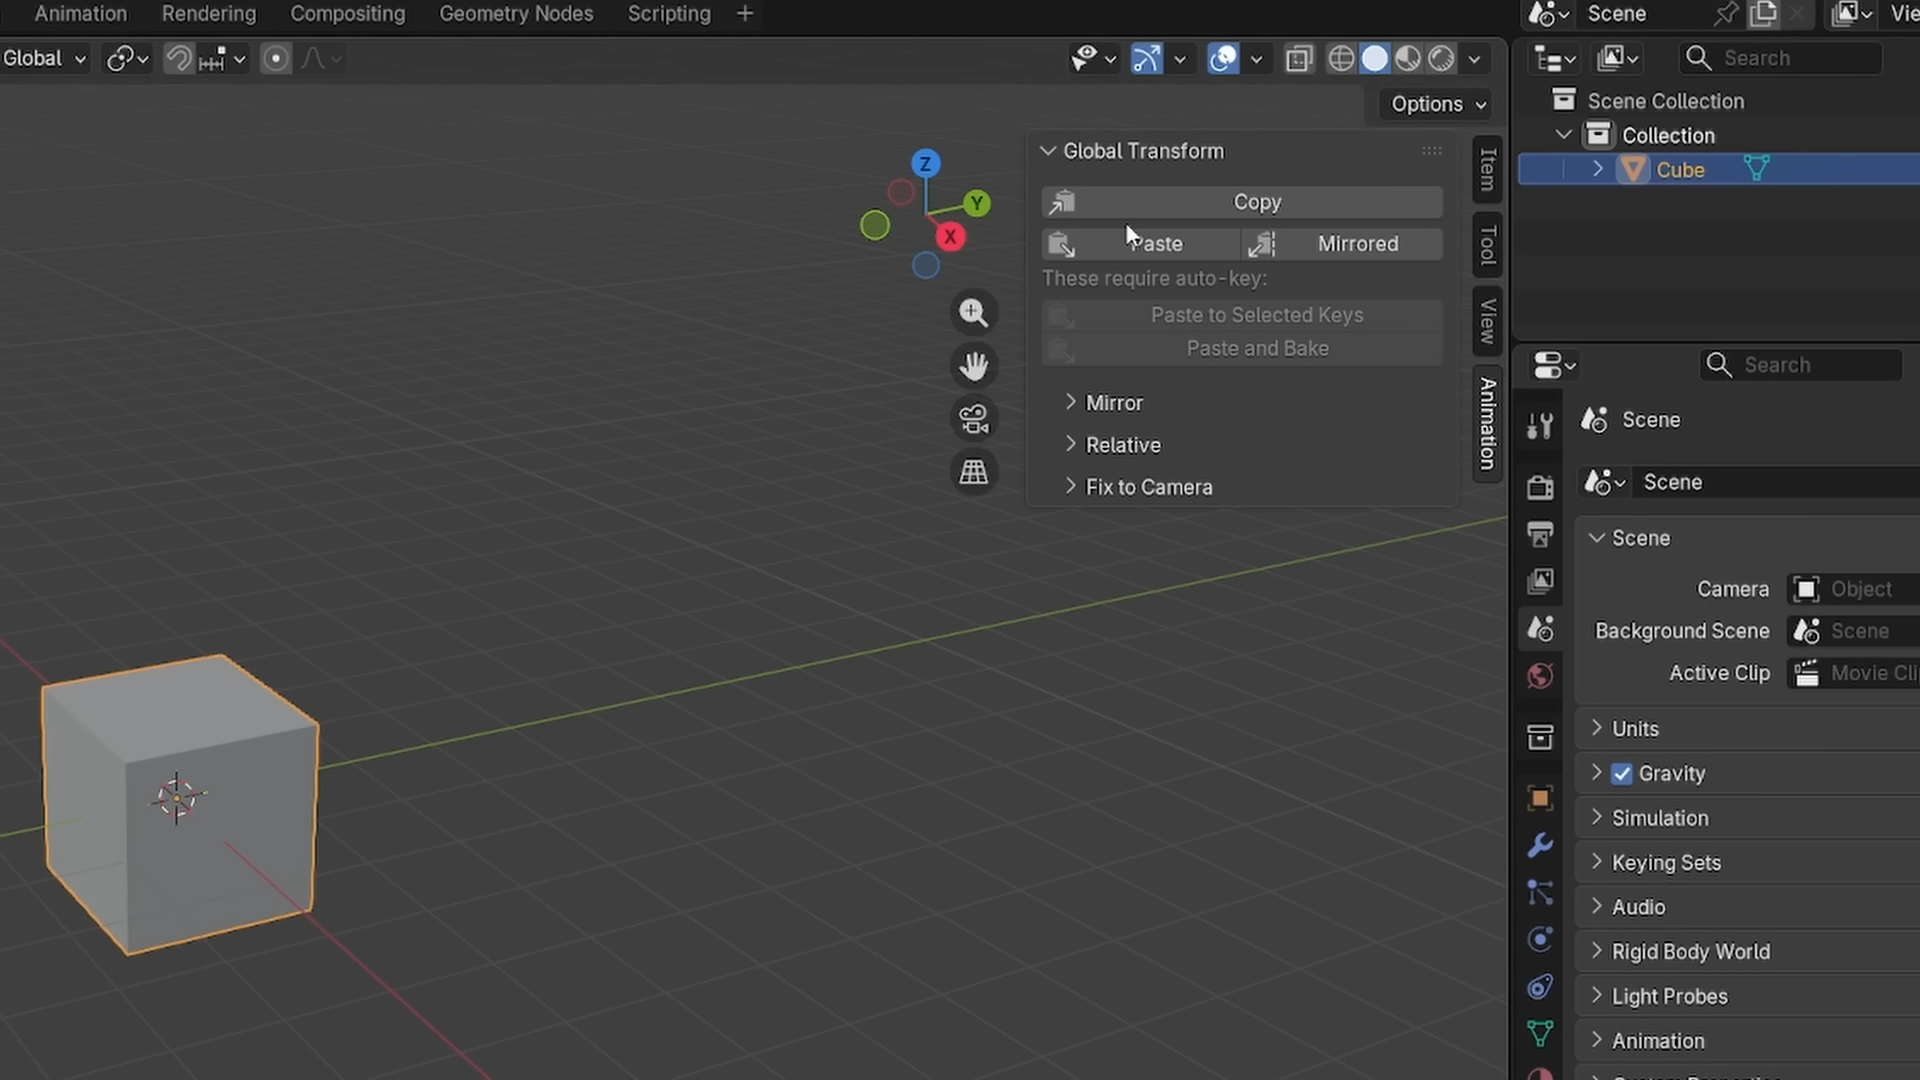 Animation Rendering Compositing Geometry Nodes Scripting +
Scene
Global
Options
Search
Z
Y
X
Global Transform
Copy
Paste Mirrored
These require auto-key:
Paste to Selected Keys
Paste and Bake
Mirror
Relative
Fix to Camera
Item
Tool
View
Animation
Scene Collection
Collection
Cube
Search
Scene
Scene
Scene
Camera Object
Background Scene Scene
Active Clip Movie
Units
Gravity
Simulation
Keying Sets
Audio
Rigid Body World
Light Probes
Animation